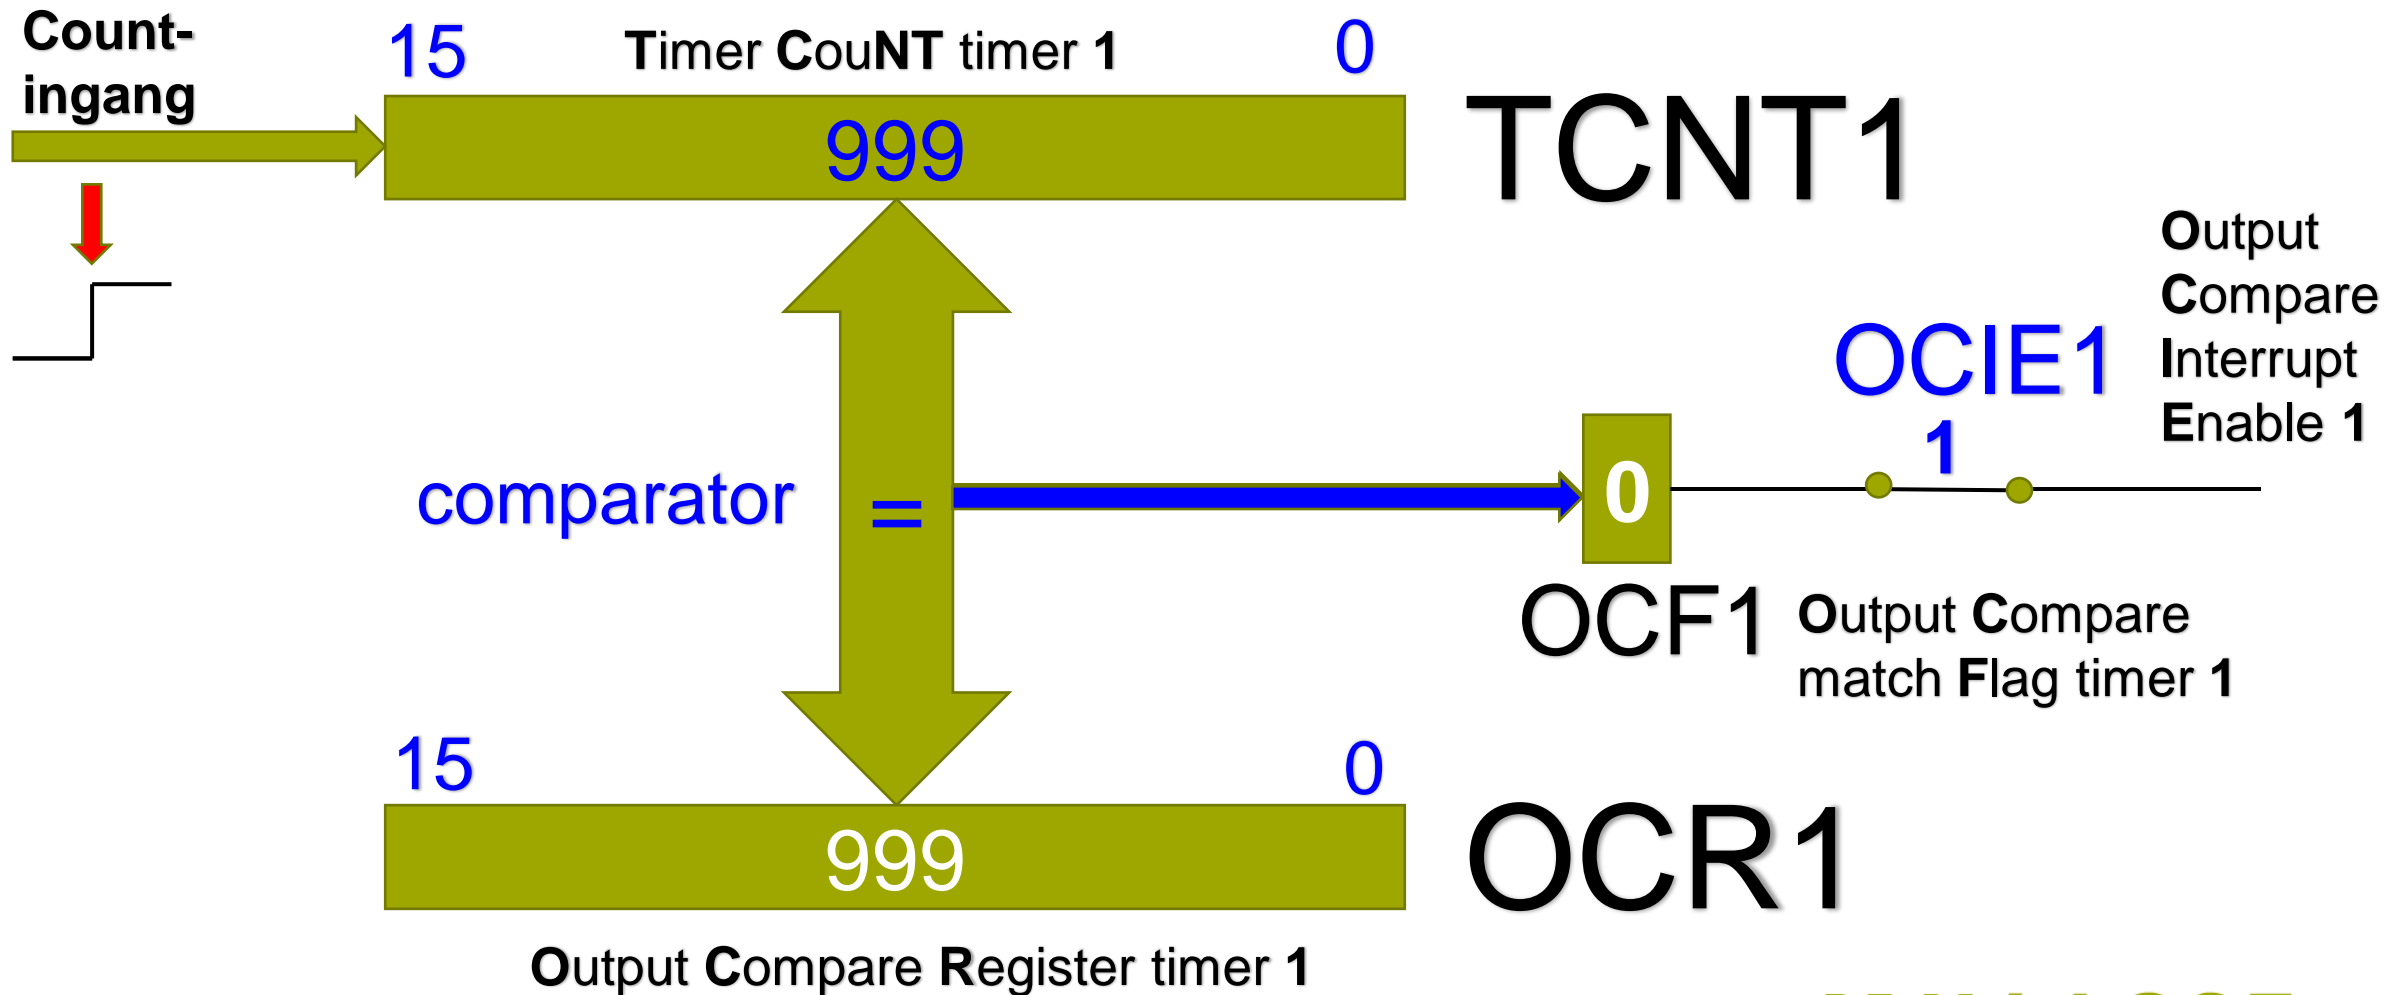 Count-
ingang
15
Timer CouNT timer 1
0
999
TCNT1
Output
Compare
Interrupt
Enable 1
OCIE1
1
comparator
=
0
OCF1
Output Compare
match Flag timer 1
15
0
999
OCR1
Output Compare Register timer 1